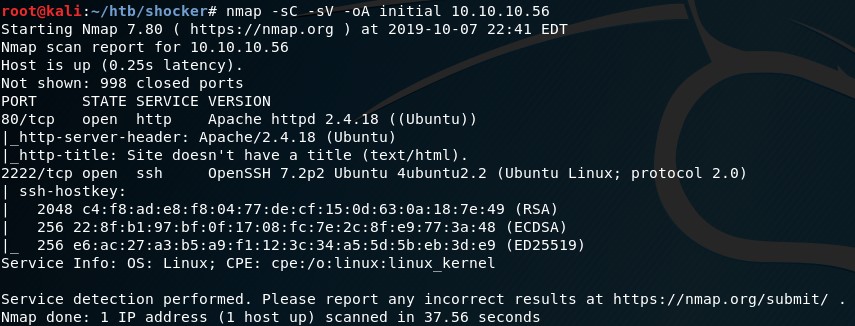 root@kali:~/htb/shocker# nmap -sC -sV -oA initial 10.10.10.56
Starting Nmap 7.80 ( https://nmap.org ) at 2019-10-07 22:41 EDT
Nmap scan report for 10.10.10.56
Host is up (0.25s latency).
Not shown: 998 closed ports
PORT     STATE SERVICE VERSION
80/tcp   open  http    Apache httpd 2.4.18 ((Ubuntu))
|_http-server-header: Apache/2.4.18 (Ubuntu)
|_http-title: Site doesn't have a title (text/html).
2222/tcp open  ssh     OpenSSH 7.2p2 Ubuntu 4ubuntu2.2 (Ubuntu Linux; protocol 2.0)
| ssh-hostkey:
|   2048 c4:f8:ad:e8:f8:04:77:de:cf:15:0d:63:0a:18:7e:49 (RSA)
|   256 22:8f:b1:97:bf:0f:17:08:fc:7e:2c:8f:e9:77:3a:48 (ECDSA)
|_  256 e6:ac:27:a3:b5:a9:f1:12:3c:34:a5:5d:5b:eb:3d:e9 (ED25519)
Service Info: OS: Linux; CPE: cpe:/o:linux:linux_kernel

Service detection performed. Please report any incorrect results at https://nmap.org/submit/ .
Nmap done: 1 IP address (1 host up) scanned in 37.56 seconds